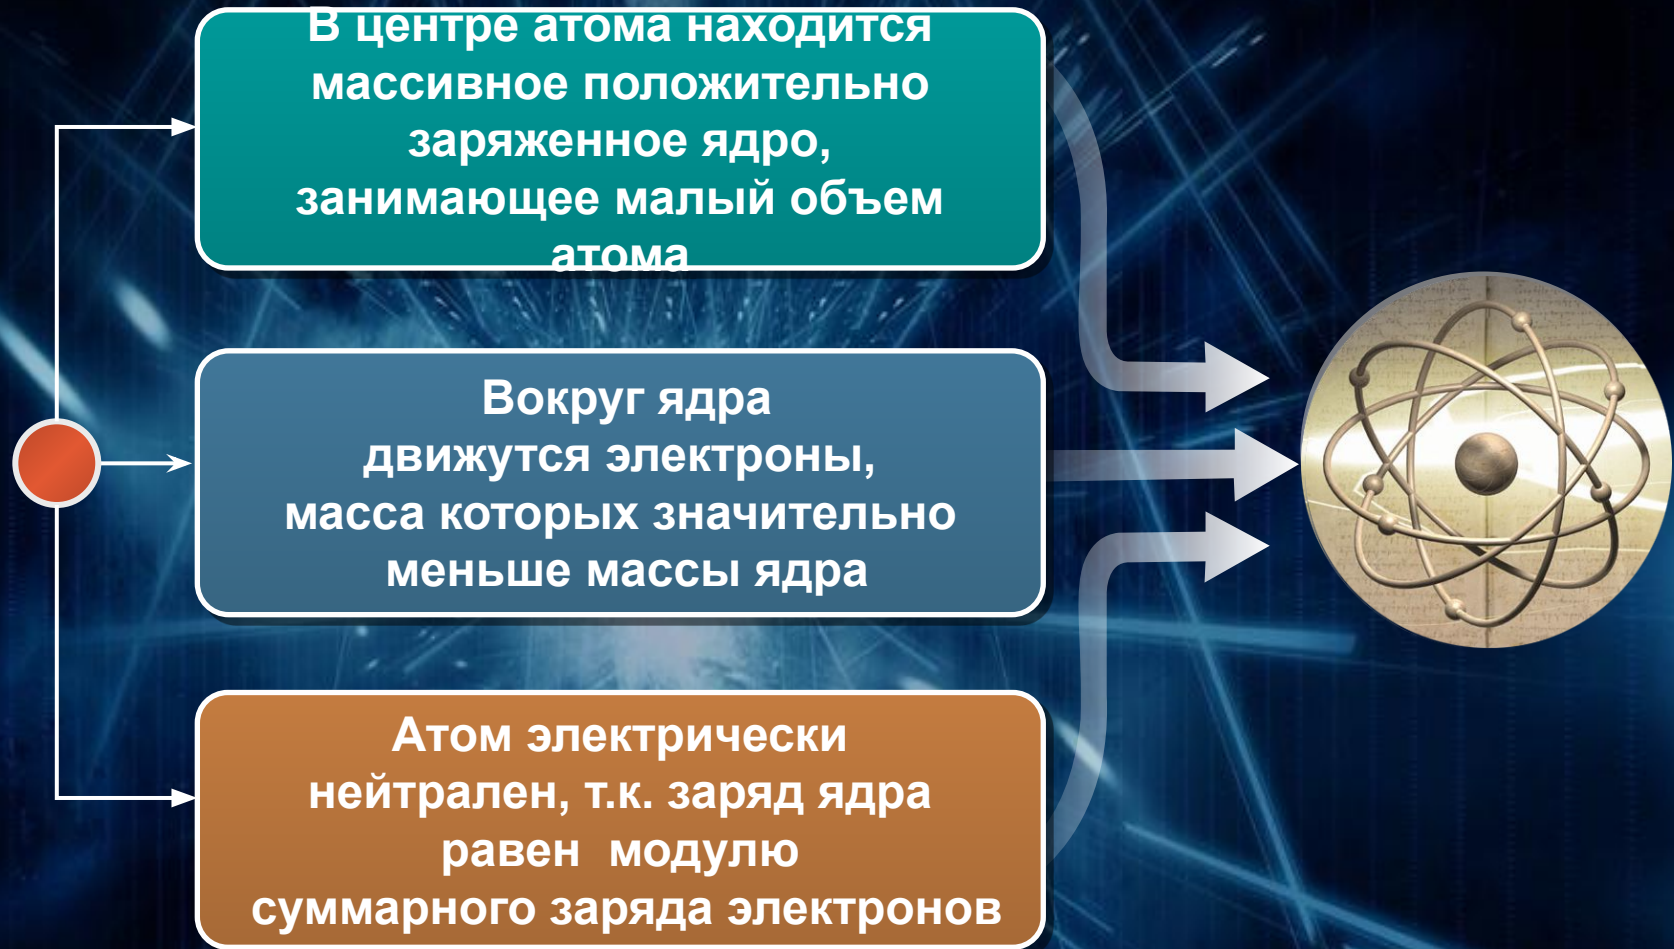 В центре атома находится
массивное положительно
заряженное ядро,
занимающее малый объем
атома
Вокруг ядра
движутся электроны,
масса которых значительно
меньше массы ядра
Атом электрически
нейтрален, т.к. заряд ядра
равен  модулю
суммарного заряда электронов